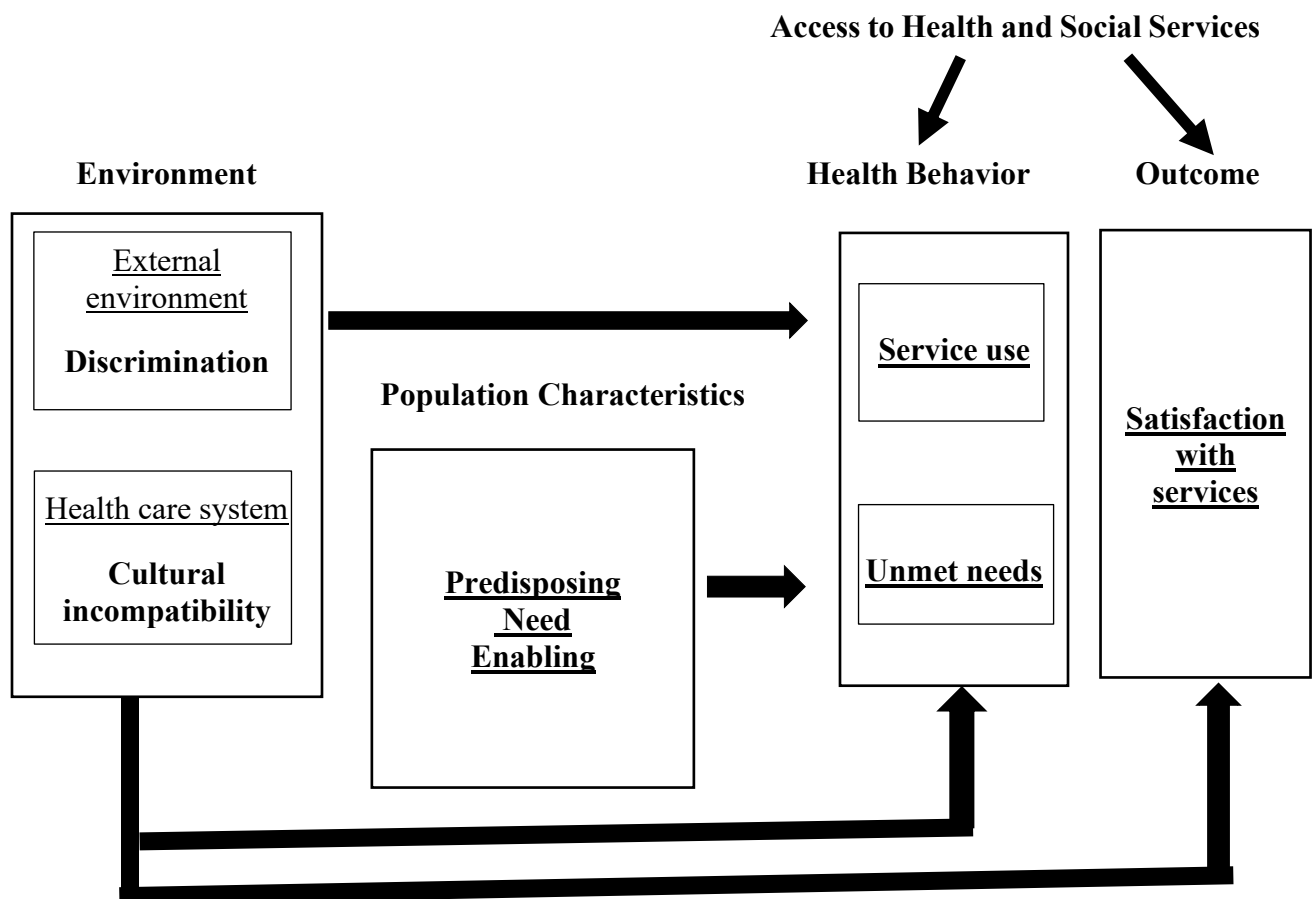 Access to Health and Social Services
Environment
Health Behavior
Outcome
External
environment
Discrimination
Health care system
Cultural
incompatibility
Population Characteristics
Predisposing
Need
Enabling
Service use
Unmet needs
Satisfaction
with
services